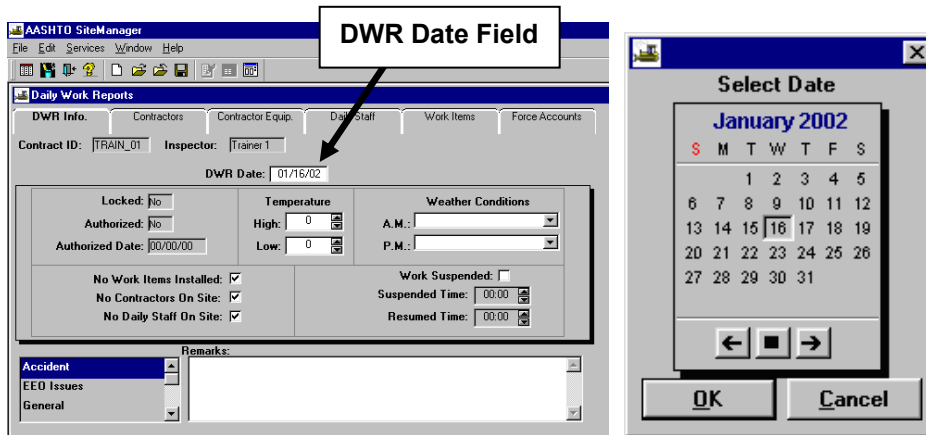 DWR Date Field
AASHTO SiteManager
File Edit Services Window Help
Daily Work Reports
DWR Info. Contractors Contractor Equip. Daily Staff Work Items Force Accounts
Contract ID: TRAIN_01 Inspector: Trainer 1
DWR Date: 01/16/02
Locked: No Temperature Weather Conditions
Authorized: No High: 0 A.M.:
Authorized Date: 00/00/00 Low: 0 P.M.:
No Work Items Installed: Work Suspended:
No Contractors On Site: Suspended Time: 00:00
No Daily Staff On Site: Resumed Time: 00:00
Remarks:
Accident
EEO Issues
General
Select Date
January 2002
S M T W T F S
1 2 3 4 5
6 7 8 9 10 11 12
13 14 15 16 17 18 19
20 21 22 23 24 25 26
27 28 29 30 31
OK Cancel